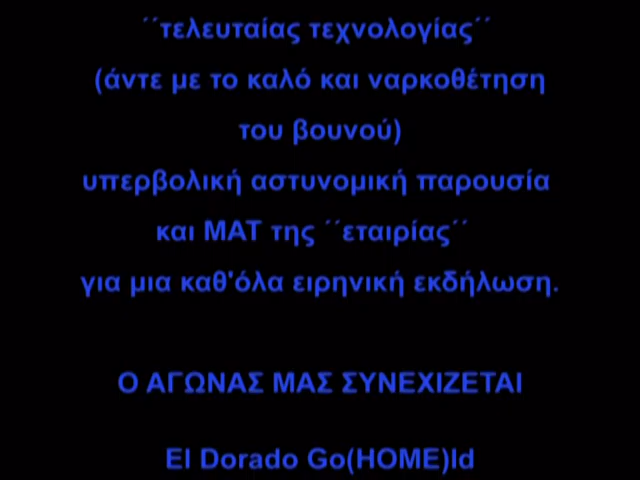 ΄΄τελευταίας τεχνολογίας΄΄
(άντε με το καλό και ναρκοθέτηση
του βουνού)
υπερβολική αστυνομική παρουσία
και ΜΑΤ της ΄΄εταιρίας΄΄
για μια καθ'όλα ειρηνική εκδήλωση.
Ο ΑΓΩΝΑΣ ΜΑΣ ΣΥΝΕΧΙΖΕΤΑΙ
El Dorado Go(HOME)ld